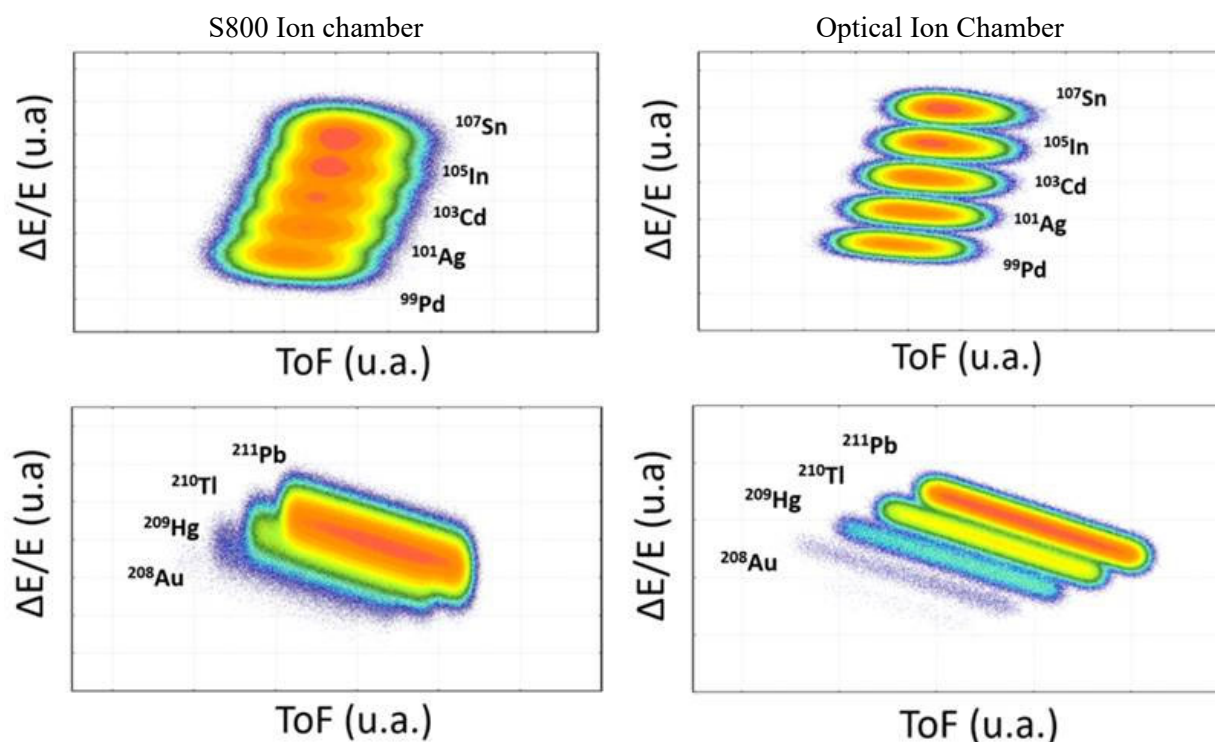 S800 Ion chamber
Optical Ion Chamber
ΔE/E (u.a)
¹⁰⁷Sn
¹⁰⁵In
¹⁰³Cd
¹⁰¹Ag
⁹⁹Pd
ToF (u.a.)
ΔE/E (u.a)
¹⁰⁷Sn
¹⁰⁵In
¹⁰³Cd
¹⁰¹Ag
⁹⁹Pd
ToF (u.a.)
ΔE/E (u.a)
²¹¹Pb
²¹⁰Tl
²⁰⁹Hg
²⁰⁸Au
ToF (u.a.)
ΔE/E (u.a)
²¹¹Pb
²¹⁰Tl
²⁰⁹Hg
²⁰⁸Au
ToF (u.a.)